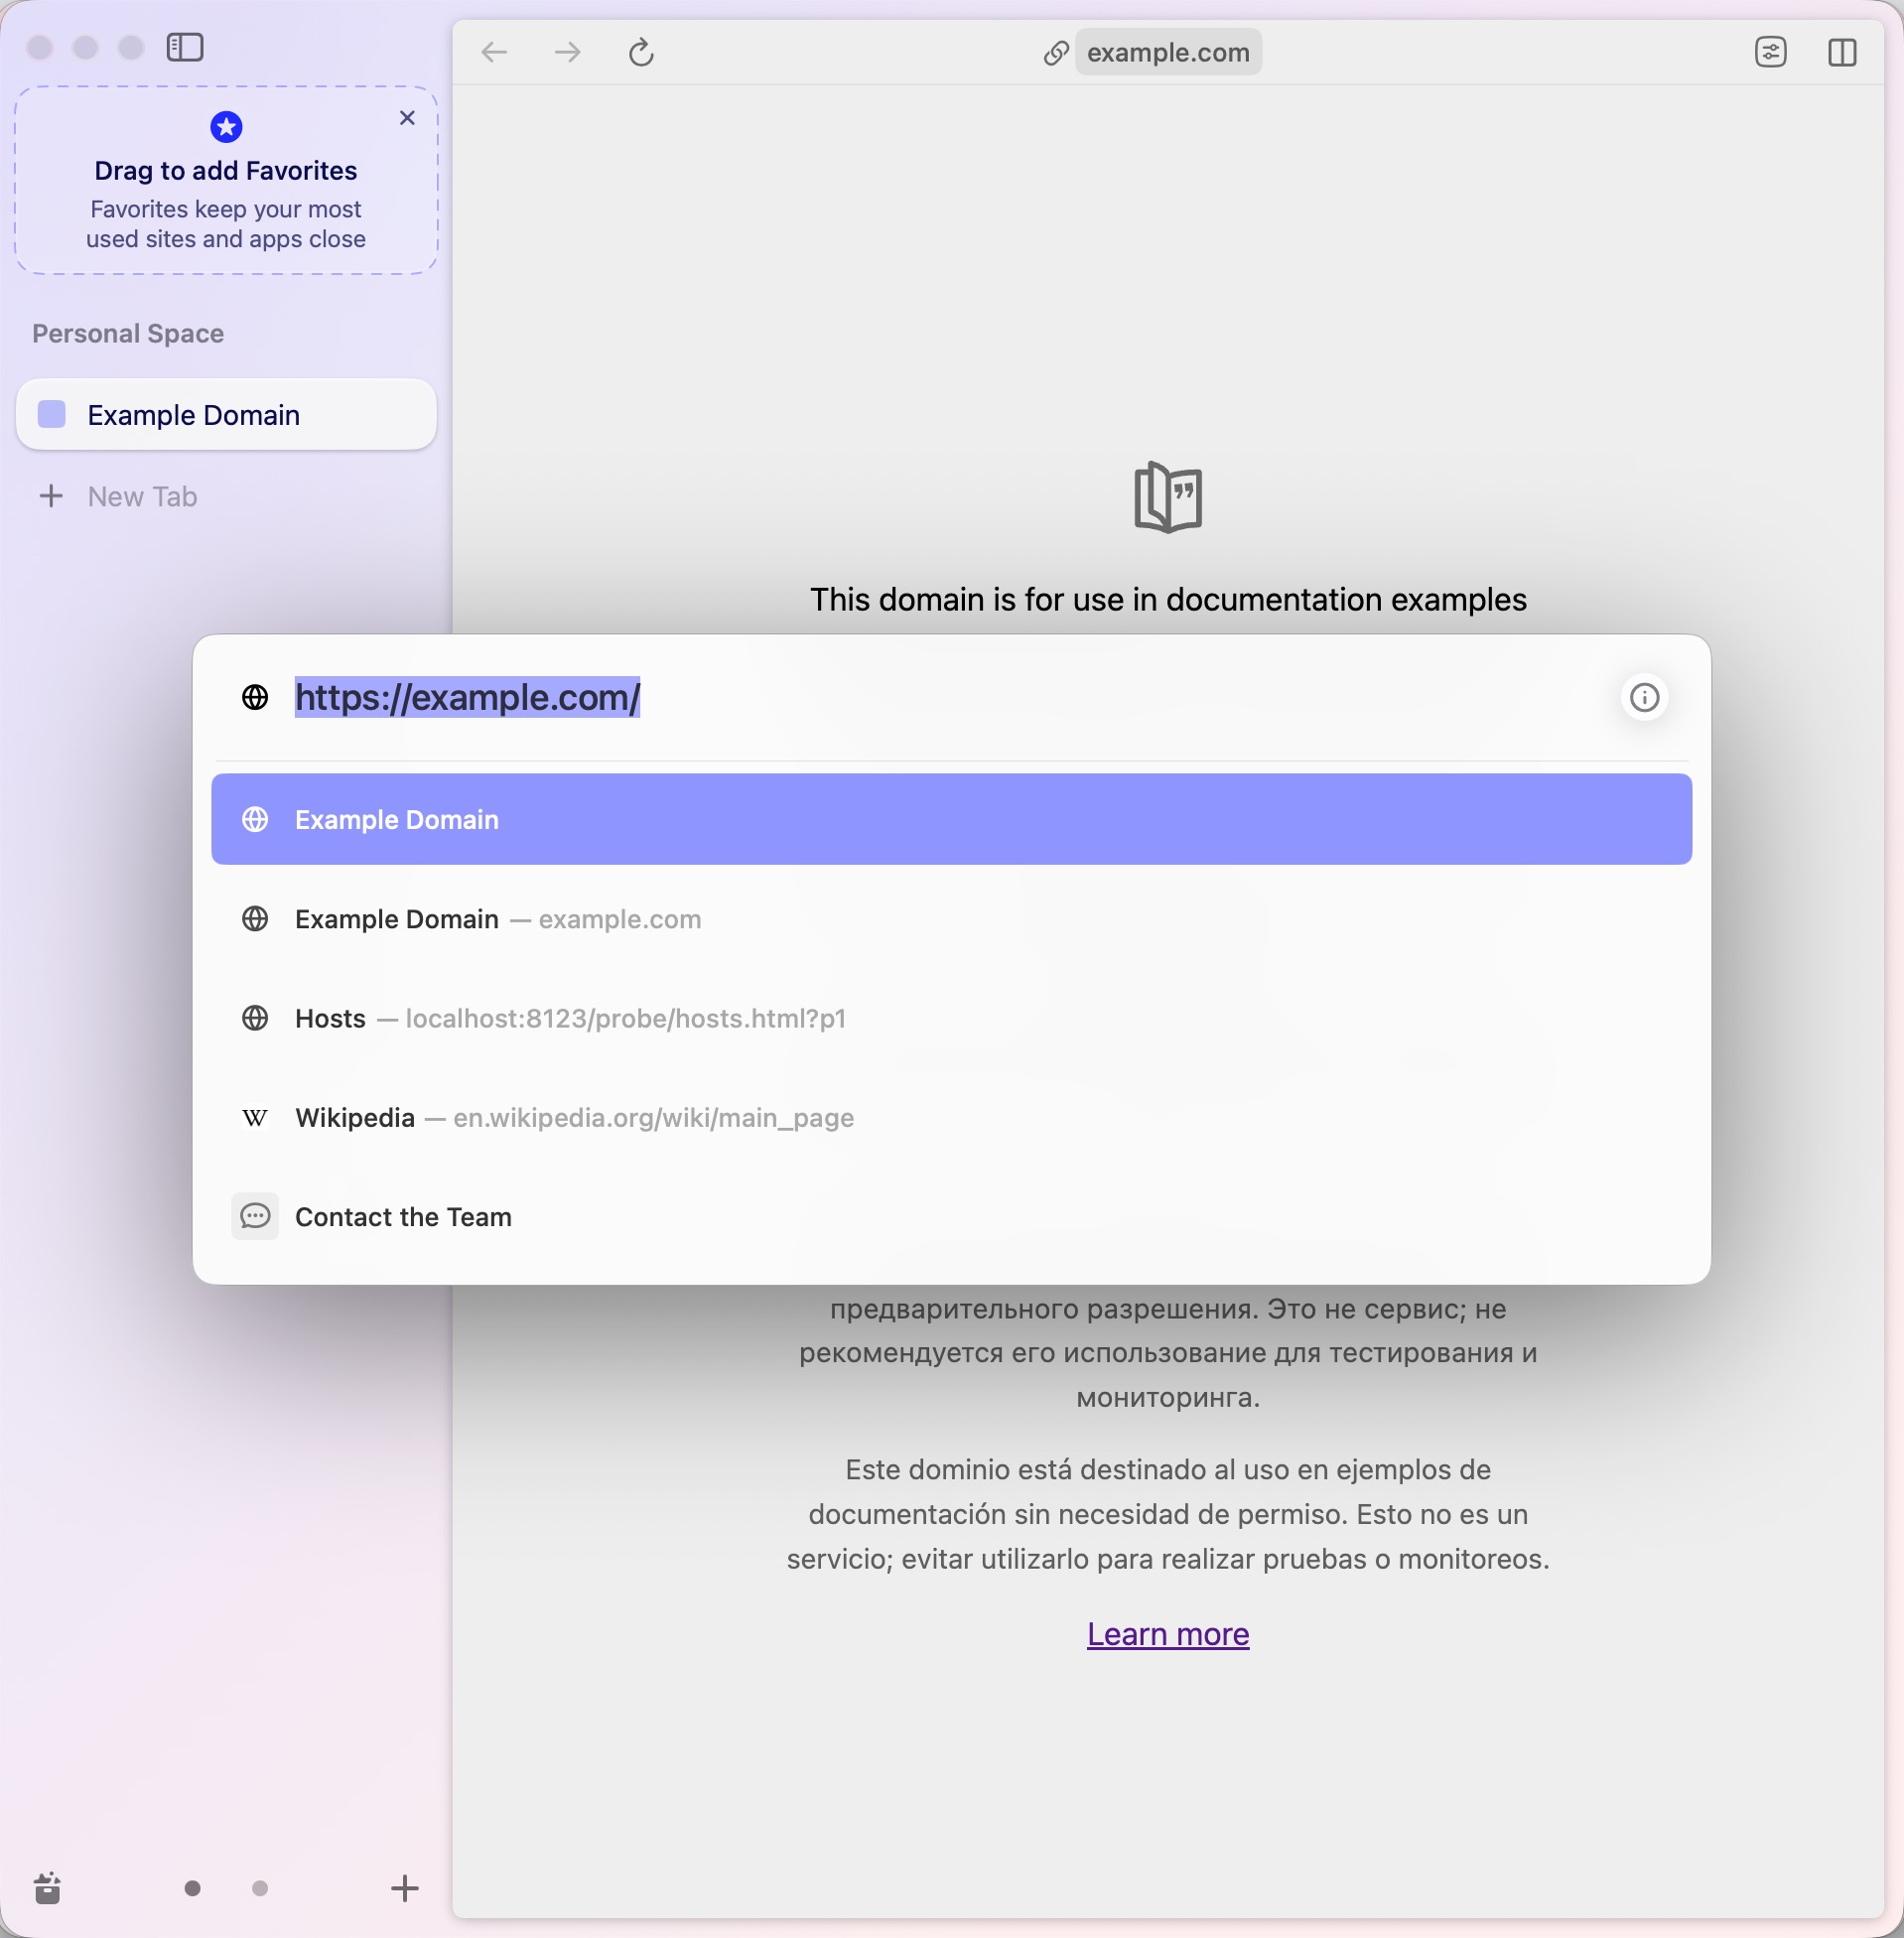 example.com
Drag to add Favorites
Favorites keep your most
used sites and apps close
Personal Space
Example Domain
New Tab
This domain is for use in documentation examples
https://example.com/
Example Domain
Example Domain — example.com
Hosts — localhost:8123/probe/hosts.html?p1
W Wikipedia — en.wikipedia.org/wiki/main_page
Contact the Team
предварительного разрешения. Это не сервис; не
рекомендуется его использование для тестирования и
мониторинга.
Este dominio está destinado al uso en ejemplos de
documentación sin necesidad de permiso. Esto no es un
servicio; evitar utilizarlo para realizar pruebas o monitoreos.
Learn more